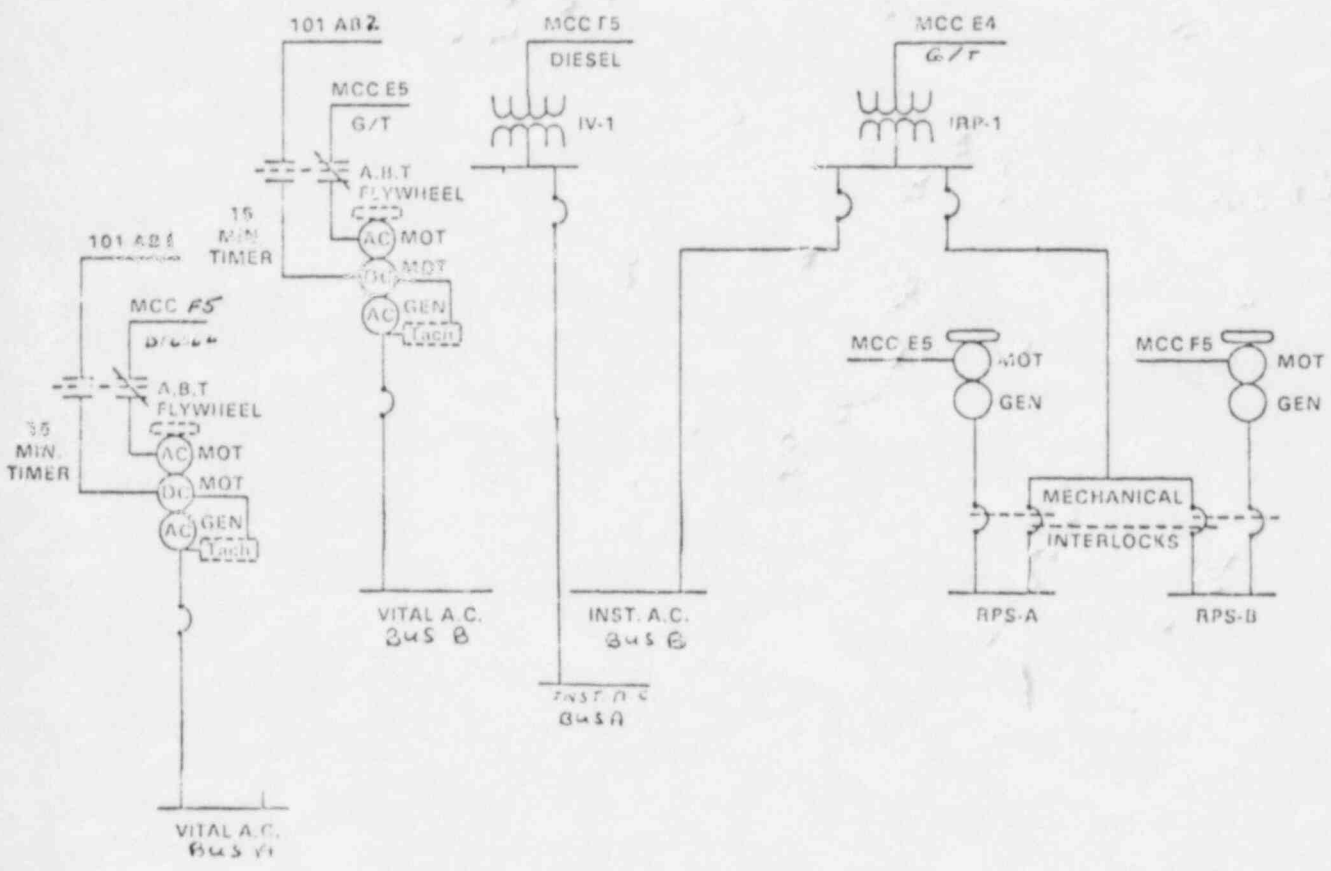 101 AB2
MCC F5
DIESEL
MCC E4
G/T
MCC E5
G/T
IV-1
IRP-1
A.B.T
FLYWHEEL
15
MIN.
TIMER
AC MOT
DC MOT
AC GEN
Tach
101 AB1
MCC F5
A.B.T
FLYWHEEL
MIN.
TIMER
AC MOT
DC MOT
AC GEN
Tach
MCC E5
MOT
GEN
MCC F5
MOT
GEN
MECHANICAL
INTERLOCKS
VITAL A.C.
BUS B
INST. A.C.
BUS B
RPS-A
RPS-B
INST. A.C
BUS A
VITAL A.C.
BUS